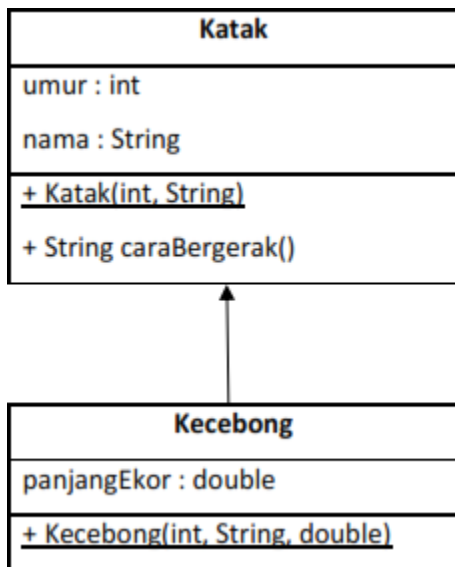 Katak
umur : int
nama : String
+ Katak(int, String)
+ String caraBergerak()
Kecebong
panjangEkor : double
+ Kecebong(int, String, double)